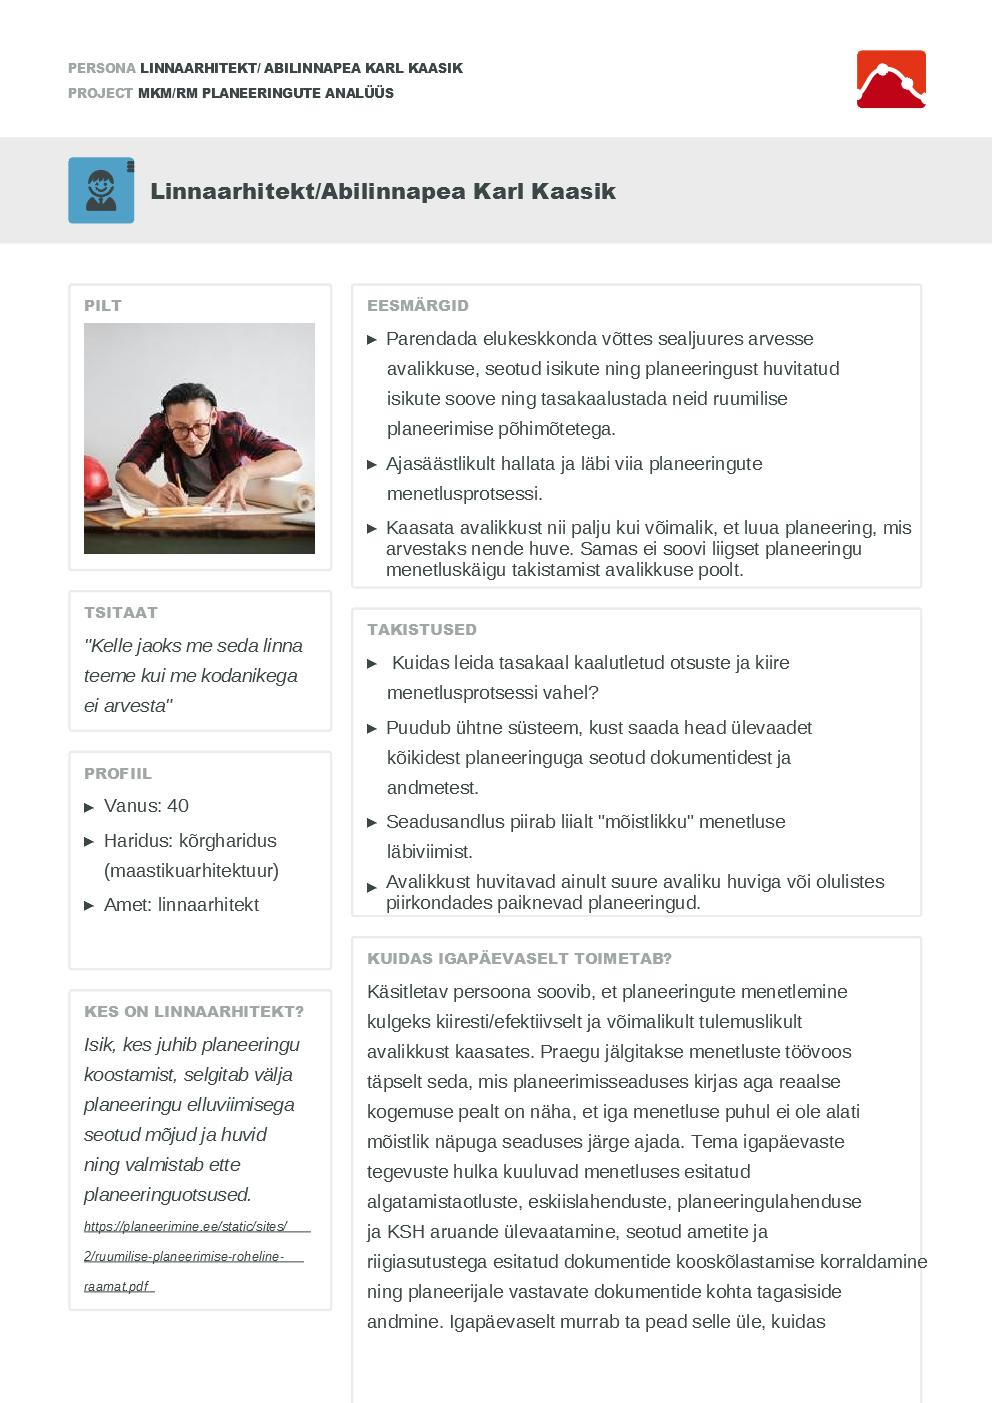 PERSONA LINNAARHITEKT/ ABILINNAPEA KARL KAASIK
PROJECT MKM/RM PLANEERINGUTE ANALÜÜS
Linnaarhitekt/Abilinnapea Karl Kaasik
PILT
TSITAAT
"Kelle jaoks me seda linna
teeme kui me kodanikega
ei arvesta"
PROFIIL
► Vanus: 40
► Haridus: kõrgharidus
(maastikuarhitektuur)
► Amet: linnaarhitekt
KES ON LINNAARHITEKT?
Isik, kes juhib planeeringu
koostamist, selgitab välja
planeeringu elluviimisega
seotud mõjud ja huvid
ning valmistab ette
planeeringuotsused.
https://planeerimine.ee/static/sites/
2/ruumilise-planeerimise-roheline-
raamat.pdf
EESMÄRGID
► Parendada elukeskkonda võttes sealjuures arvesse
avalikkuse, seotud isikute ning planeeringust huvitatud
isikute soove ning tasakaalustada neid ruumilise
planeerimise põhimõtetega.
► Ajasäästlikult hallata ja läbi viia planeeringute
menetlusprotsessi.
► Kaasata avalikkust nii palju kui võimalik, et luua planeering, mis
arvestaks nende huve. Samas ei soovi liigset planeeringu
menetluskäigu takistamist avalikkuse poolt.
TAKISTUSED
► Kuidas leida tasakaal kaalutletud otsuste ja kiire
menetlusprotsessi vahel?
► Puudub ühtne süsteem, kust saada head ülevaadet
kõikidest planeeringuga seotud dokumentidest ja
andmetest.
► Seadusandlus piirab liialt "mõistlikku" menetluse
läbiviimist.
► Avalikkust huvitavad ainult suure avaliku huviga või olulistes
piirkondades paiknevad planeeringud.
KUIDAS IGAPÄEVASELT TOIMETAB?
Käsitletav persoona soovib, et planeeringute menetlemine
kulgeks kiiresti/efektiivselt ja võimalikult tulemuslikult
avalikkust kaasates. Praegu jälgitakse menetluste töövoos
täpselt seda, mis planeerimisseaduses kirjas aga reaalse
kogemuse pealt on näha, et iga menetluse puhul ei ole alati
mõistlik näpuga seaduses järge ajada. Tema igapäevaste
tegevuste hulka kuuluvad menetluses esitatud
algatamistaotluste, eskiislahenduste, planeeringulahenduse
ja KSH aruande ülevaatamine, seotud ametite ja
riigiasutustega esitatud dokumentide kooskõlastamise korraldamine
ning planeerijale vastavate dokumentide kohta tagasiside
andmine. Igapäevaselt murrab ta pead selle üle, kuidas